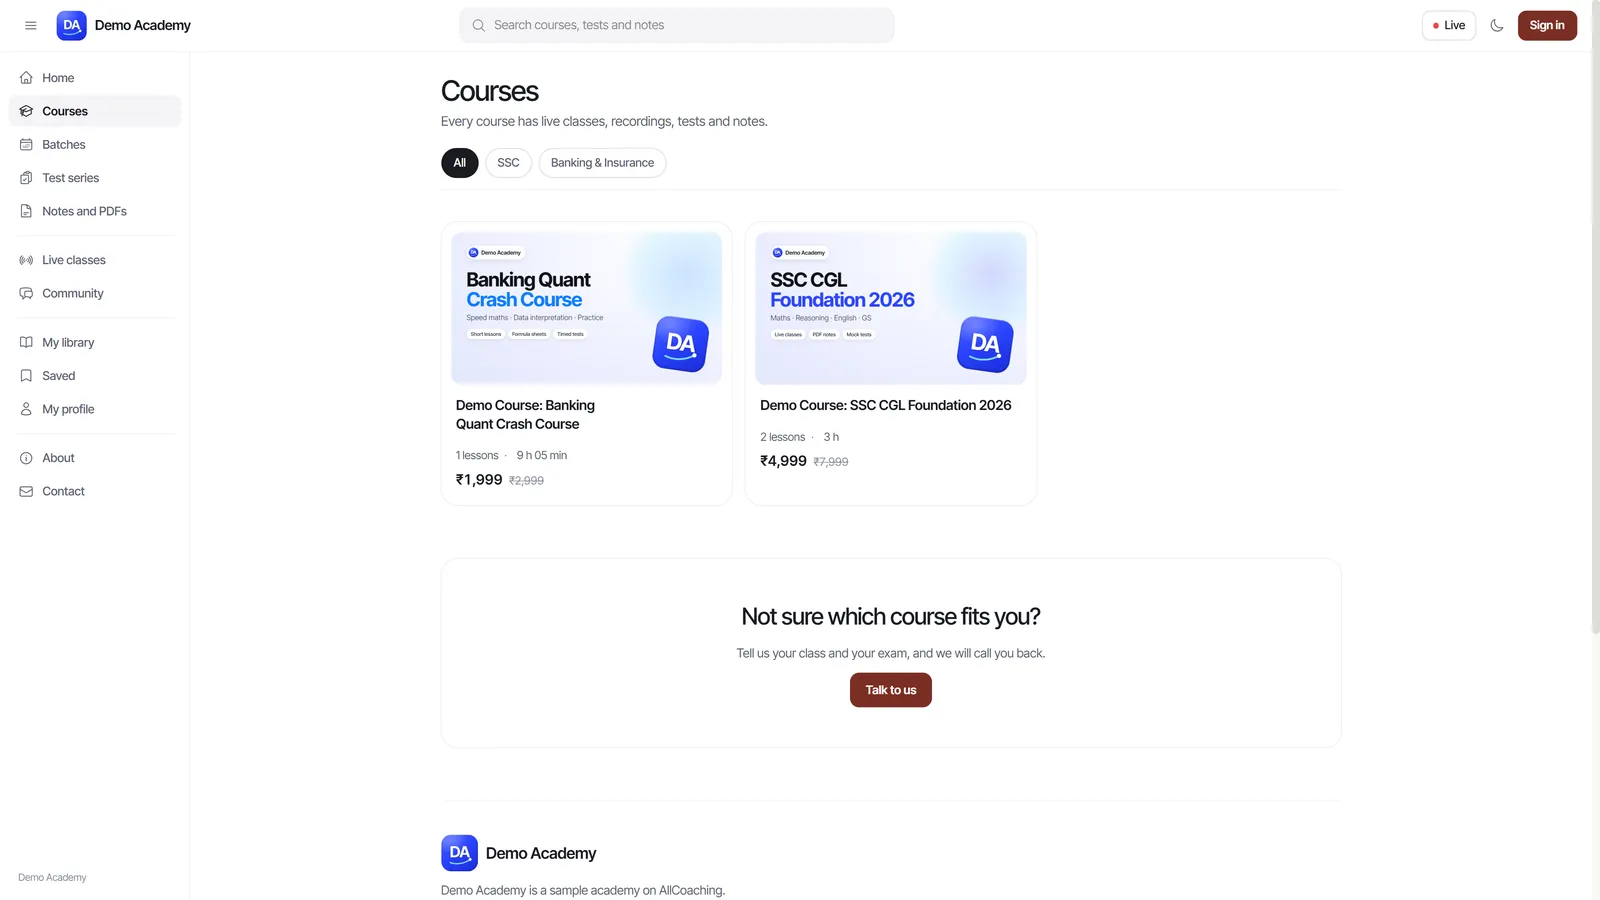 DA
Demo Academy
Search courses, tests and notes
Live
Sign in
Home
Courses
Batches
Test series
Notes and PDFs
Live classes
Community
My library
Saved
My profile
About
Contact
Demo Academy
Courses
Every course has live classes, recordings, tests and notes.
All
SSC
Banking & Insurance
DA Demo Academy
Banking Quant
Crash Course
Speed maths · Data interpretation · Practice
Short lessons
Formula sheets
Timed tests
DA
Demo Course: Banking
Quant Crash Course
1 lessons · 9 h 05 min
₹1,999 ₹2,999
DA Demo Academy
SSC CGL
Foundation 2026
Maths · Reasoning · English · GS
Live classes
PDF notes
Mock tests
DA
Demo Course: SSC CGL Foundation 2026
2 lessons · 3 h
₹4,999 ₹7,999
Not sure which course fits you?
Tell us your class and your exam, and we will call you back.
Talk to us
DA
Demo Academy
Demo Academy is a sample academy on AllCoaching.